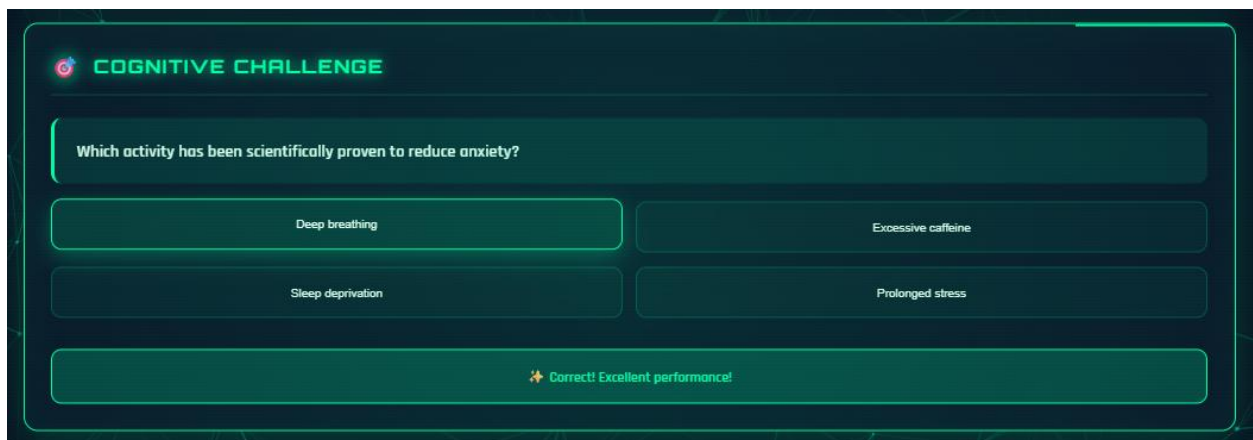 COGNITIVE CHALLENGE
Which activity has been scientifically proven to reduce anxiety?
Deep breathing
Excessive caffeine
Sleep deprivation
Prolonged stress
✨ Correct! Excellent performance!